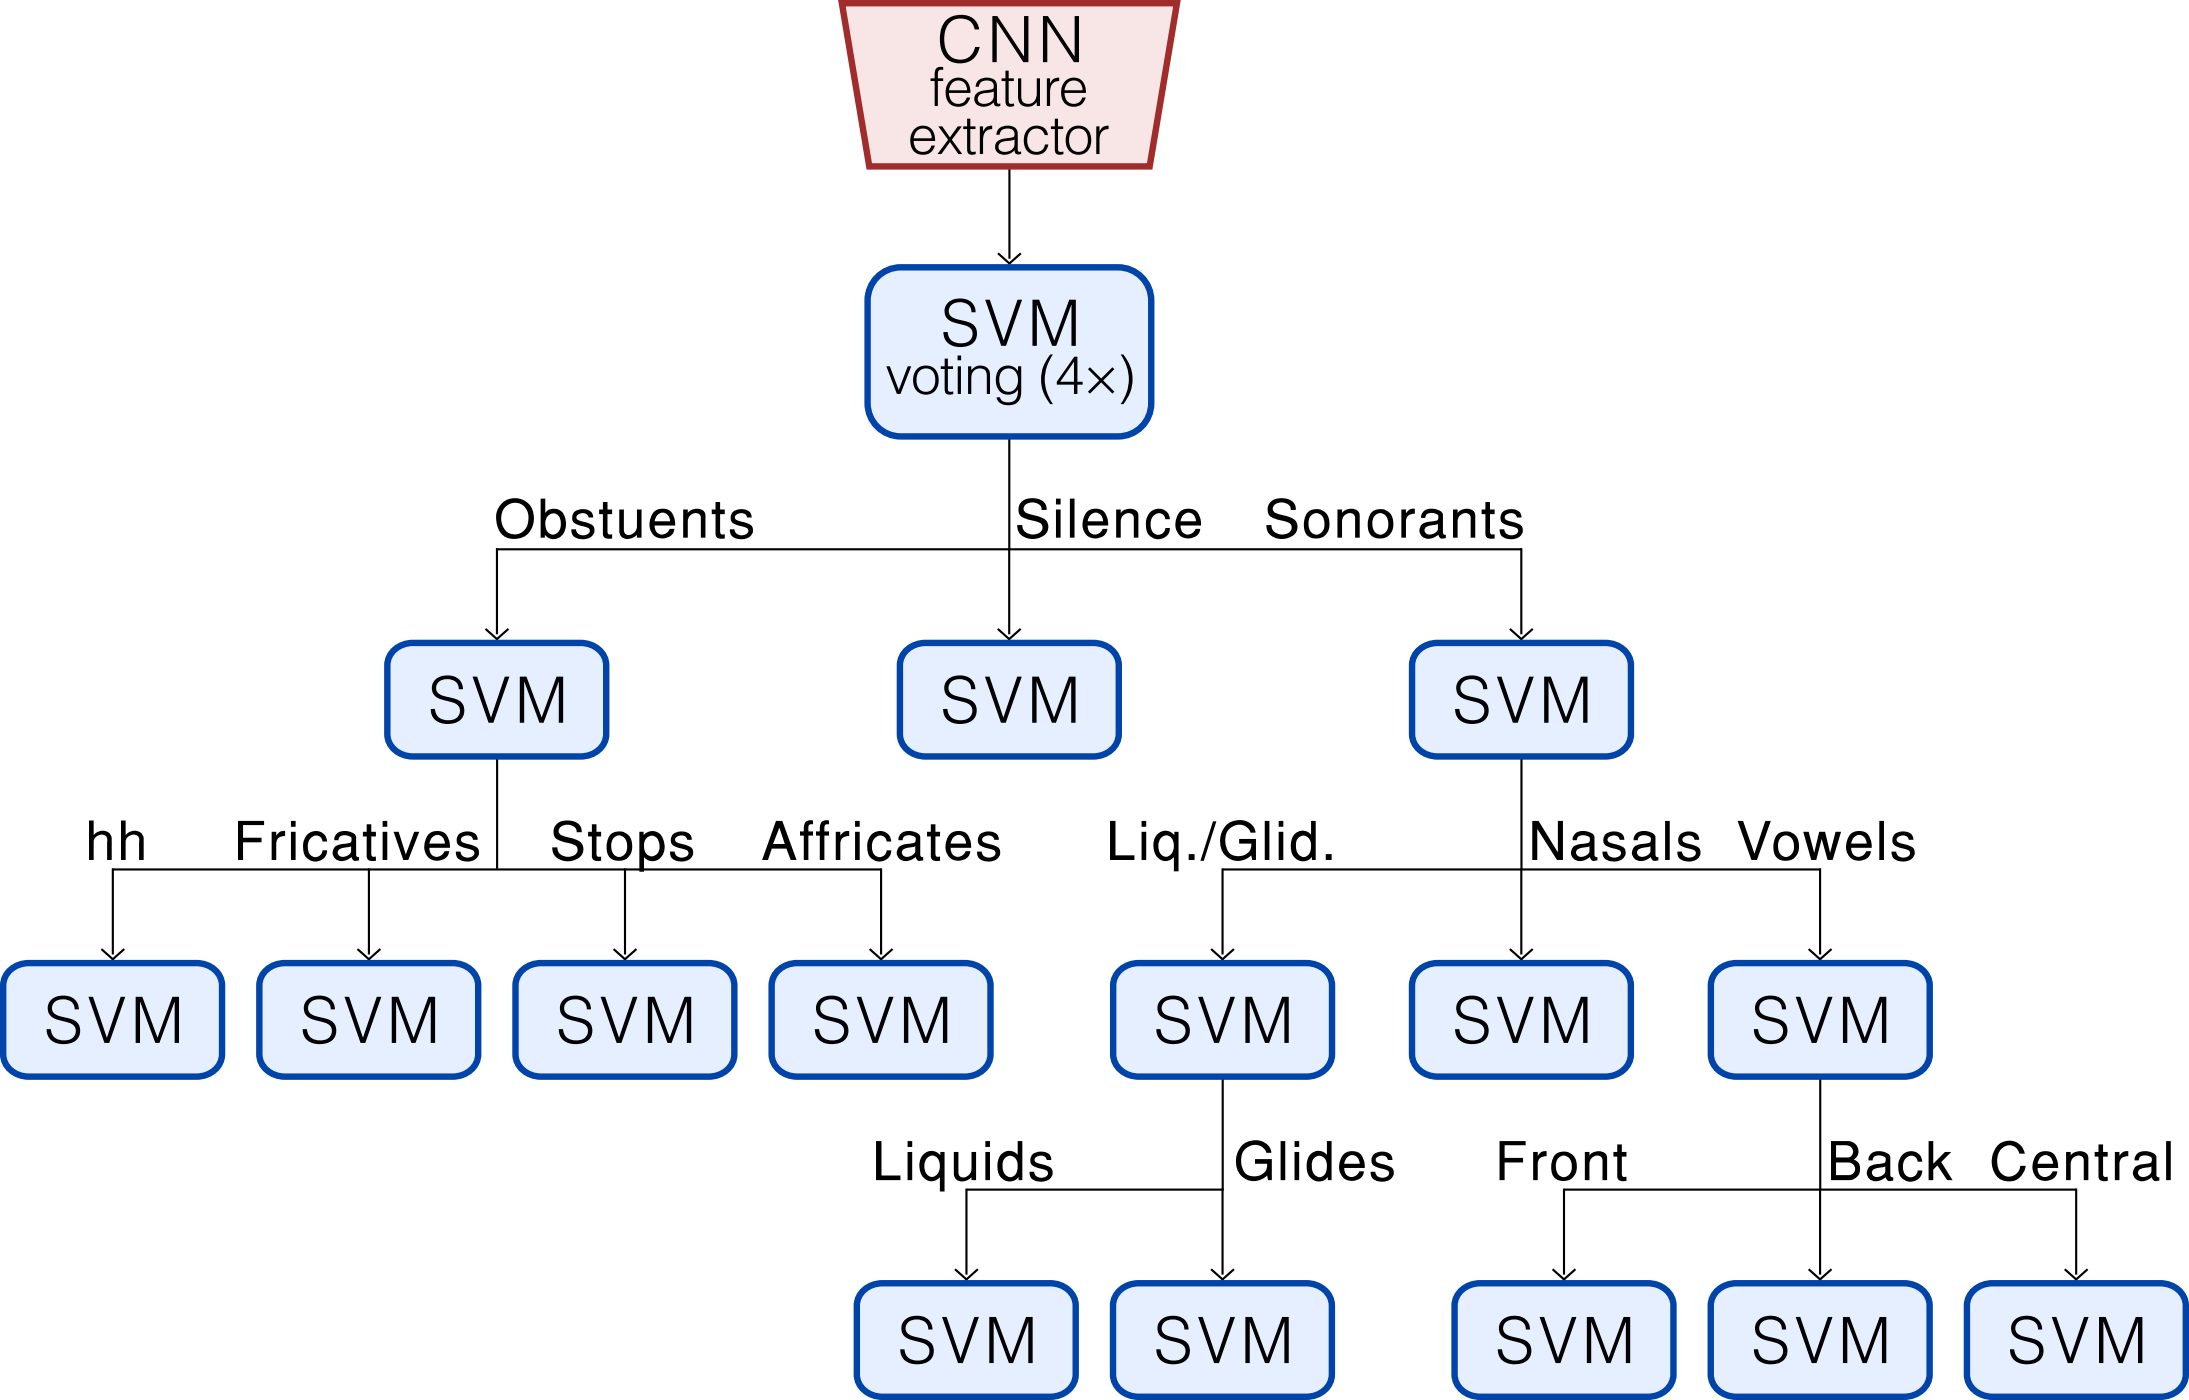 CNN
feature
extractor
SVM
voting (4×)
Obstuents Silence Sonorants
SVM SVM SVM
hh Fricatives Stops Affricates Liq./Glid. Nasals Vowels
SVM SVM SVM SVM SVM SVM SVM
Liquids Glides Front Back Central
SVM SVM SVM SVM SVM